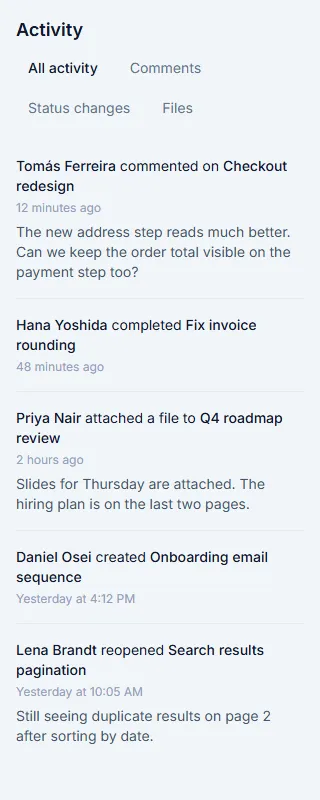 Activity
All activity Comments
Status changes Files
Tomás Ferreira commented on Checkout
redesign
12 minutes ago
The new address step reads much better.
Can we keep the order total visible on the
payment step too?
Hana Yoshida completed Fix invoice
rounding
48 minutes ago
Priya Nair attached a file to Q4 roadmap
review
2 hours ago
Slides for Thursday are attached. The
hiring plan is on the last two pages.
Daniel Osei created Onboarding email
sequence
Yesterday at 4:12 PM
Lena Brandt reopened Search results
pagination
Yesterday at 10:05 AM
Still seeing duplicate results on page 2
after sorting by date.